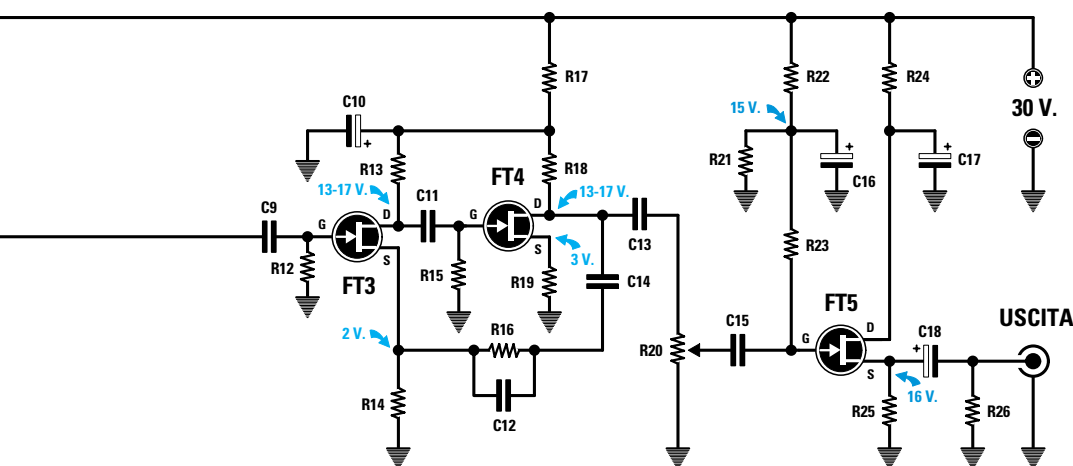 R17
R22
R24
30 V.
C10
+
15 V.
R13
R18
R21
+
C16
+
C17
13-17 V.
D
FT4
D
13-17 V.
C9
G
C11
G
R12
S
FT3
R15
S
3 V.
R19
C13
C14
R23
2 V.
R16
R14
C12
R20
C15
G
FT5
D
S
+
C18
USCITA
16 V.
R25
R26